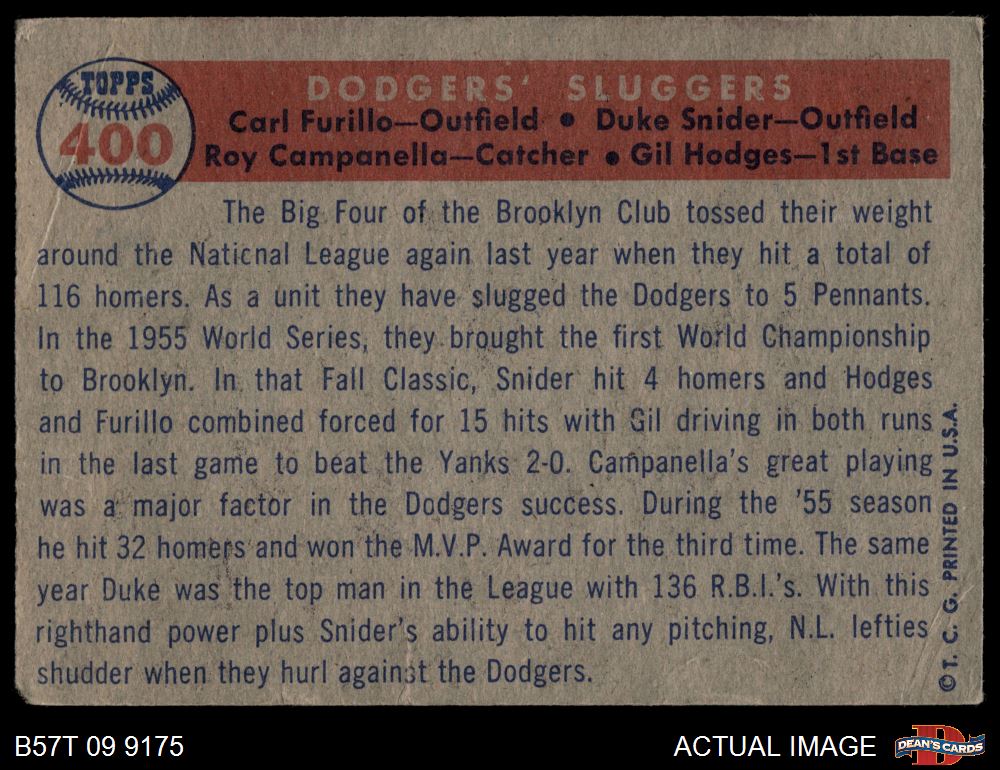 TOPPS
400
DODGERS' SLUGGERS
Carl Furillo—Outfield • Duke Snider—Outfield
Roy Campanella—Catcher • Gil Hodges—1st Base
The Big Four of the Brooklyn Club tossed their weight
around the National League again last year when they hit a total of
116 homers. As a unit they have slugged the Dodgers to 5 Pennants.
In the 1955 World Series, they brought the first World Championship
to Brooklyn. In that Fall Classic, Snider hit 4 homers and Hodges
and Furillo combined forced for 15 hits with Gil driving in both runs
in the last game to beat the Yanks 2-0. Campanella's great playing
was a major factor in the Dodgers success. During the '55 season
he hit 32 homers and won the M.V.P. Award for the third time. The same
year Duke was the top man in the League with 136 R.B.I.'s. With this
righthand power plus Snider's ability to hit any pitching, N.L. lefties
shudder when they hurl against the Dodgers.
© T. C. G. PRINTED IN U.S.A.
B57T 09 9175
ACTUAL IMAGE
D
DEAN'S CARDS